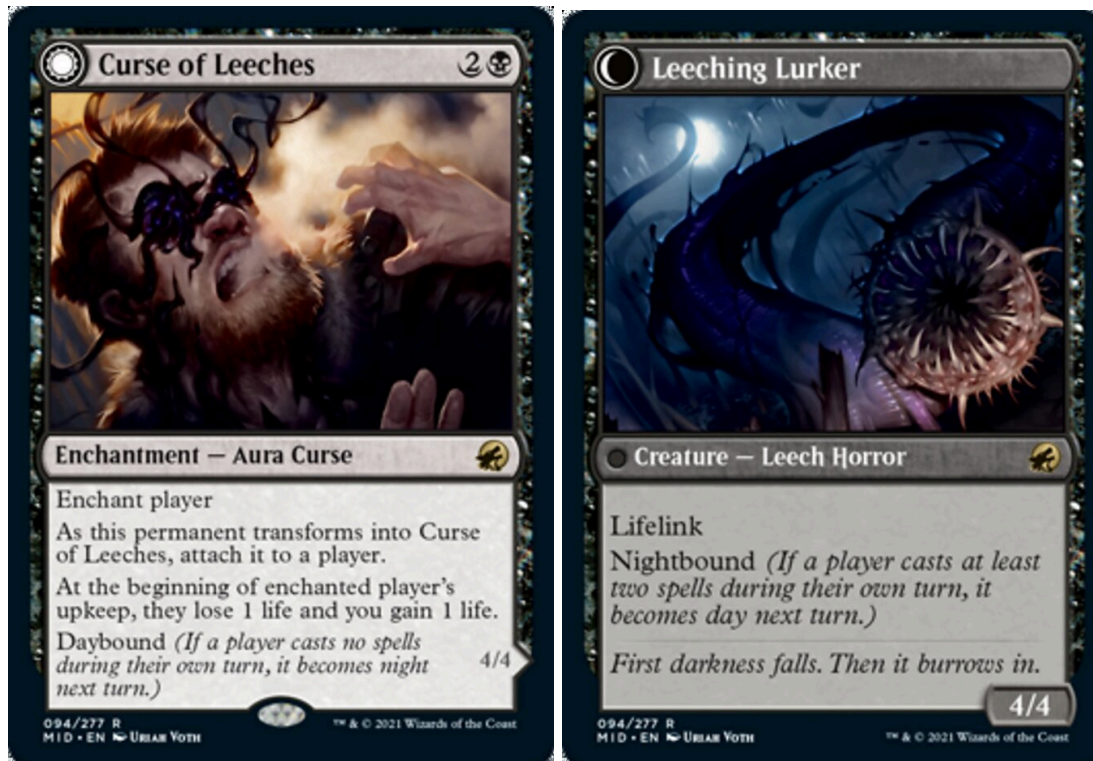 Curse of Leeches 2
Enchantment — Aura Curse
Enchant player
As this permanent transforms into Curse
of Leeches, attach it to a player.
At the beginning of enchanted player's
upkeep, they lose 1 life and you gain 1 life.
Daybound (If a player casts no spells
during their own turn, it becomes night
next turn.)
4/4
094/277 R
MID • EN Uriah Voth
™ & © 2021 Wizards of the Coast
Leeching Lurker
Creature — Leech Horror
Lifelink
Nightbound (If a player casts at least
two spells during their own turn, it
becomes day next turn.)
First darkness falls. Then it burrows in.
4/4
094/277 R
MID • EN Uriah Voth
™ & © 2021 Wizards of the Coast